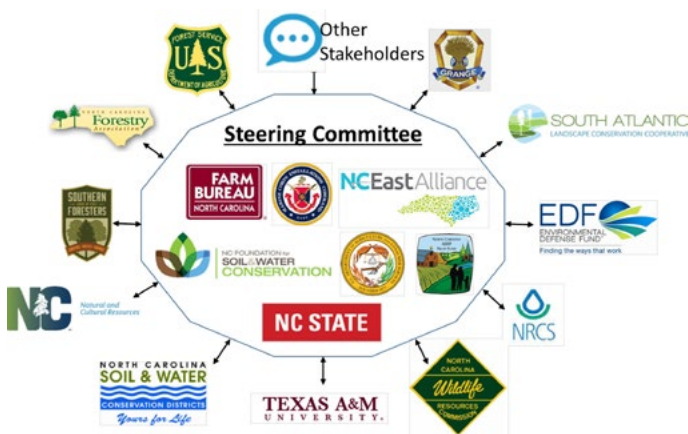 FOREST SERVICE
U S
DEPARTMENT OF AGRICULTURE
Other
Stakeholders
GRANGE
NORTH CAROLINA
Forestry
Association
SOUTH ATLANTIC
LANDSCAPE CONSERVATION COOPERATIVE
Steering Committee
FARM
BUREAU
NORTH CAROLINA
NCEastAlliance
SOUTHERN
FORESTERS
EDF
ENVIRONMENTAL
DEFENSE FUND
Finding the ways that work
NC FOUNDATION for
SOIL & WATER
CONSERVATION
NC
Natural and
Cultural Resources
NC STATE
NRCS
NORTH CAROLINA
SOIL & WATER
CONSERVATION DISTRICTS
Yours for Life
TEXAS A&M
UNIVERSITY
NORTH
CAROLINA
Wildlife
RESOURCES
COMMISSION